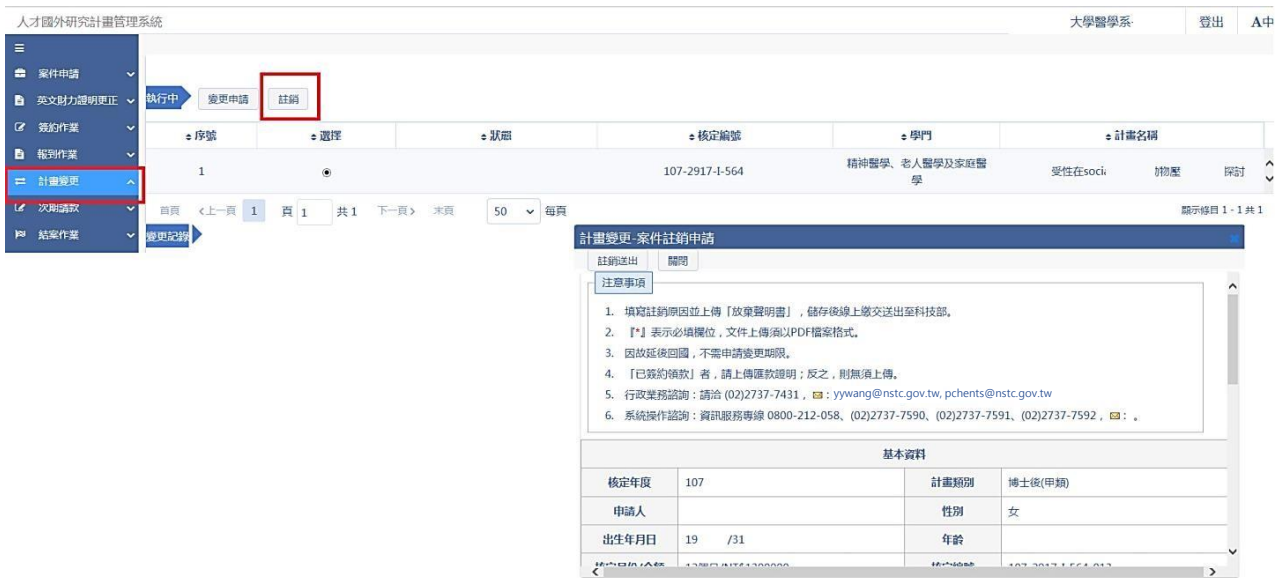 人才國外研究計畫管理系統 大學醫學系- 登出 A中
案件申請
英文財力證明更正
簽約作業
報到作業
計畫變更
次期請款
結案作業
執行中 變更申請 註銷
序號 選擇 狀態 核定編號 學門 計畫名稱
1 107-2917-I-564 精神醫學、老人醫學及家庭醫學 受性在soci 物壓 探討
首頁 <上一頁 1 頁 1 共 1 下一頁> 末頁 50 每頁 顯示條目 1 - 1 共 1
變更記錄
計畫變更-案件註銷申請
註銷送出 關閉
注意事項
1. 填寫註銷原因並上傳「放棄聲明書」，儲存後線上繳交送出至科技部。
2. 『*』表示必填欄位，文件上傳須以PDF檔案格式。
3. 因故延後回國，不需申請變更期限。
4. 「已簽約領款」者，請上傳匯款證明；反之，則無須上傳。
5. 行政業務諮詢：請洽 (02)2737-7431， : yywang@nstc.gov.tw, pchents@nstc.gov.tw
6. 系統操作諮詢：資訊服務專線 0800-212-058、(02)2737-7590、(02)2737-7591、(02)2737-7592， : 。
基本資料
核定年度 107 計畫類別 博士後(甲類)
申請人 性別 女
出生年月日 19 /31 年齡